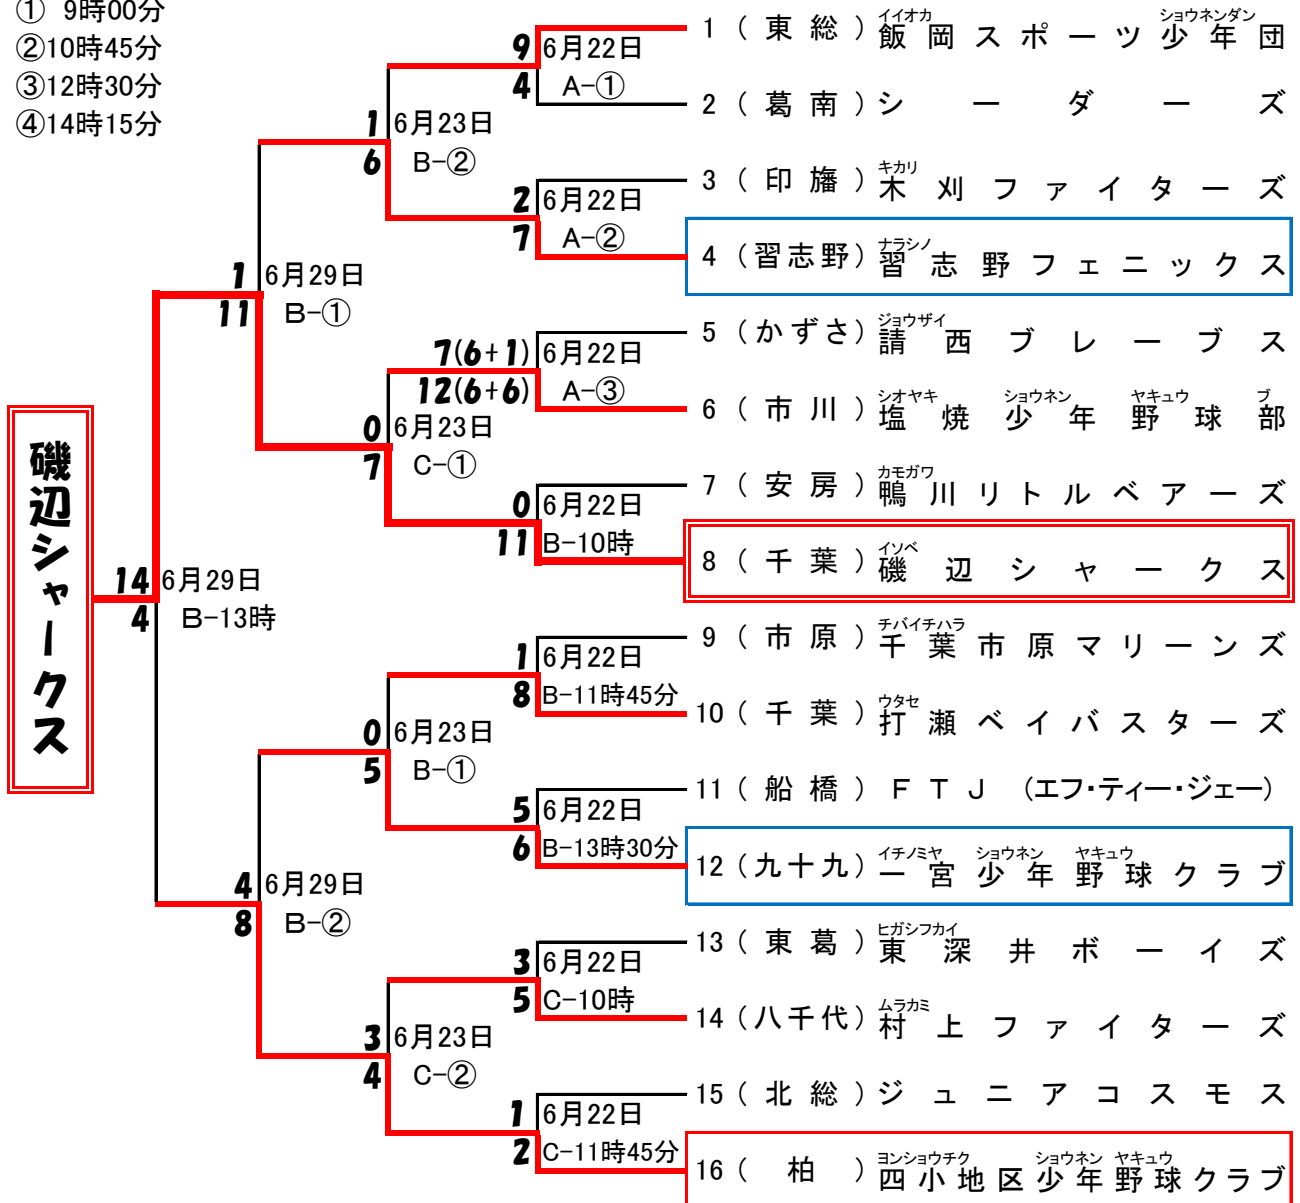 ① 9時00分
②10時45分
③12時30分
④14時15分
磯辺シャークス
1 (東総) 飯岡スポーツ少年団
イイオカ ショウネンダン
9 6月22日
4 A-①
2 (葛南) シーダーズ
1 6月23日
6 B-②
3 (印旛) 木刈ファイターズ
キカリ
2 6月22日
7 A-②
4 (習志野) 習志野フェニックス
ナラシノ
1 6月29日
11 B-①
5 (かずさ) 請西ブレーブス
ジョウザイ
7(6+1) 6月22日
12(6+6) A-③
6 (市川) 塩焼少年野球部
シオヤキ ショウネン ヤキュウ ブ
0 6月23日
7 C-①
7 (安房) 鴨川リトルベアーズ
カモガワ
0 6月22日
11 B-10時
8 (千葉) 磯辺シャークス
イソベ
14 6月29日
4 B-13時
9 (市原) 千葉市原マリーンズ
チバイチハラ
1 6月22日
8 B-11時45分
10 (千葉) 打瀬ベイバスターズ
ウタセ
0 6月23日
5 B-①
11 (船橋) FTJ (エフ・ティー・ジェー)
5 6月22日
6 B-13時30分
12 (九十九) 一宮少年野球クラブ
イチノミヤ ショウネン ヤキュウ
4 6月29日
8 B-②
13 (東葛) 東深井ボーイズ
ヒガシフカイ
3 6月22日
5 C-10時
14 (八千代) 村上ファイターズ
ムラカミ
3 6月23日
4 C-②
15 (北総) ジュニアコスモス
1 6月22日
2 C-11時45分
16 (柏) 四小地区少年野球クラブ
ヨンショウチク ショウネン ヤキュウ